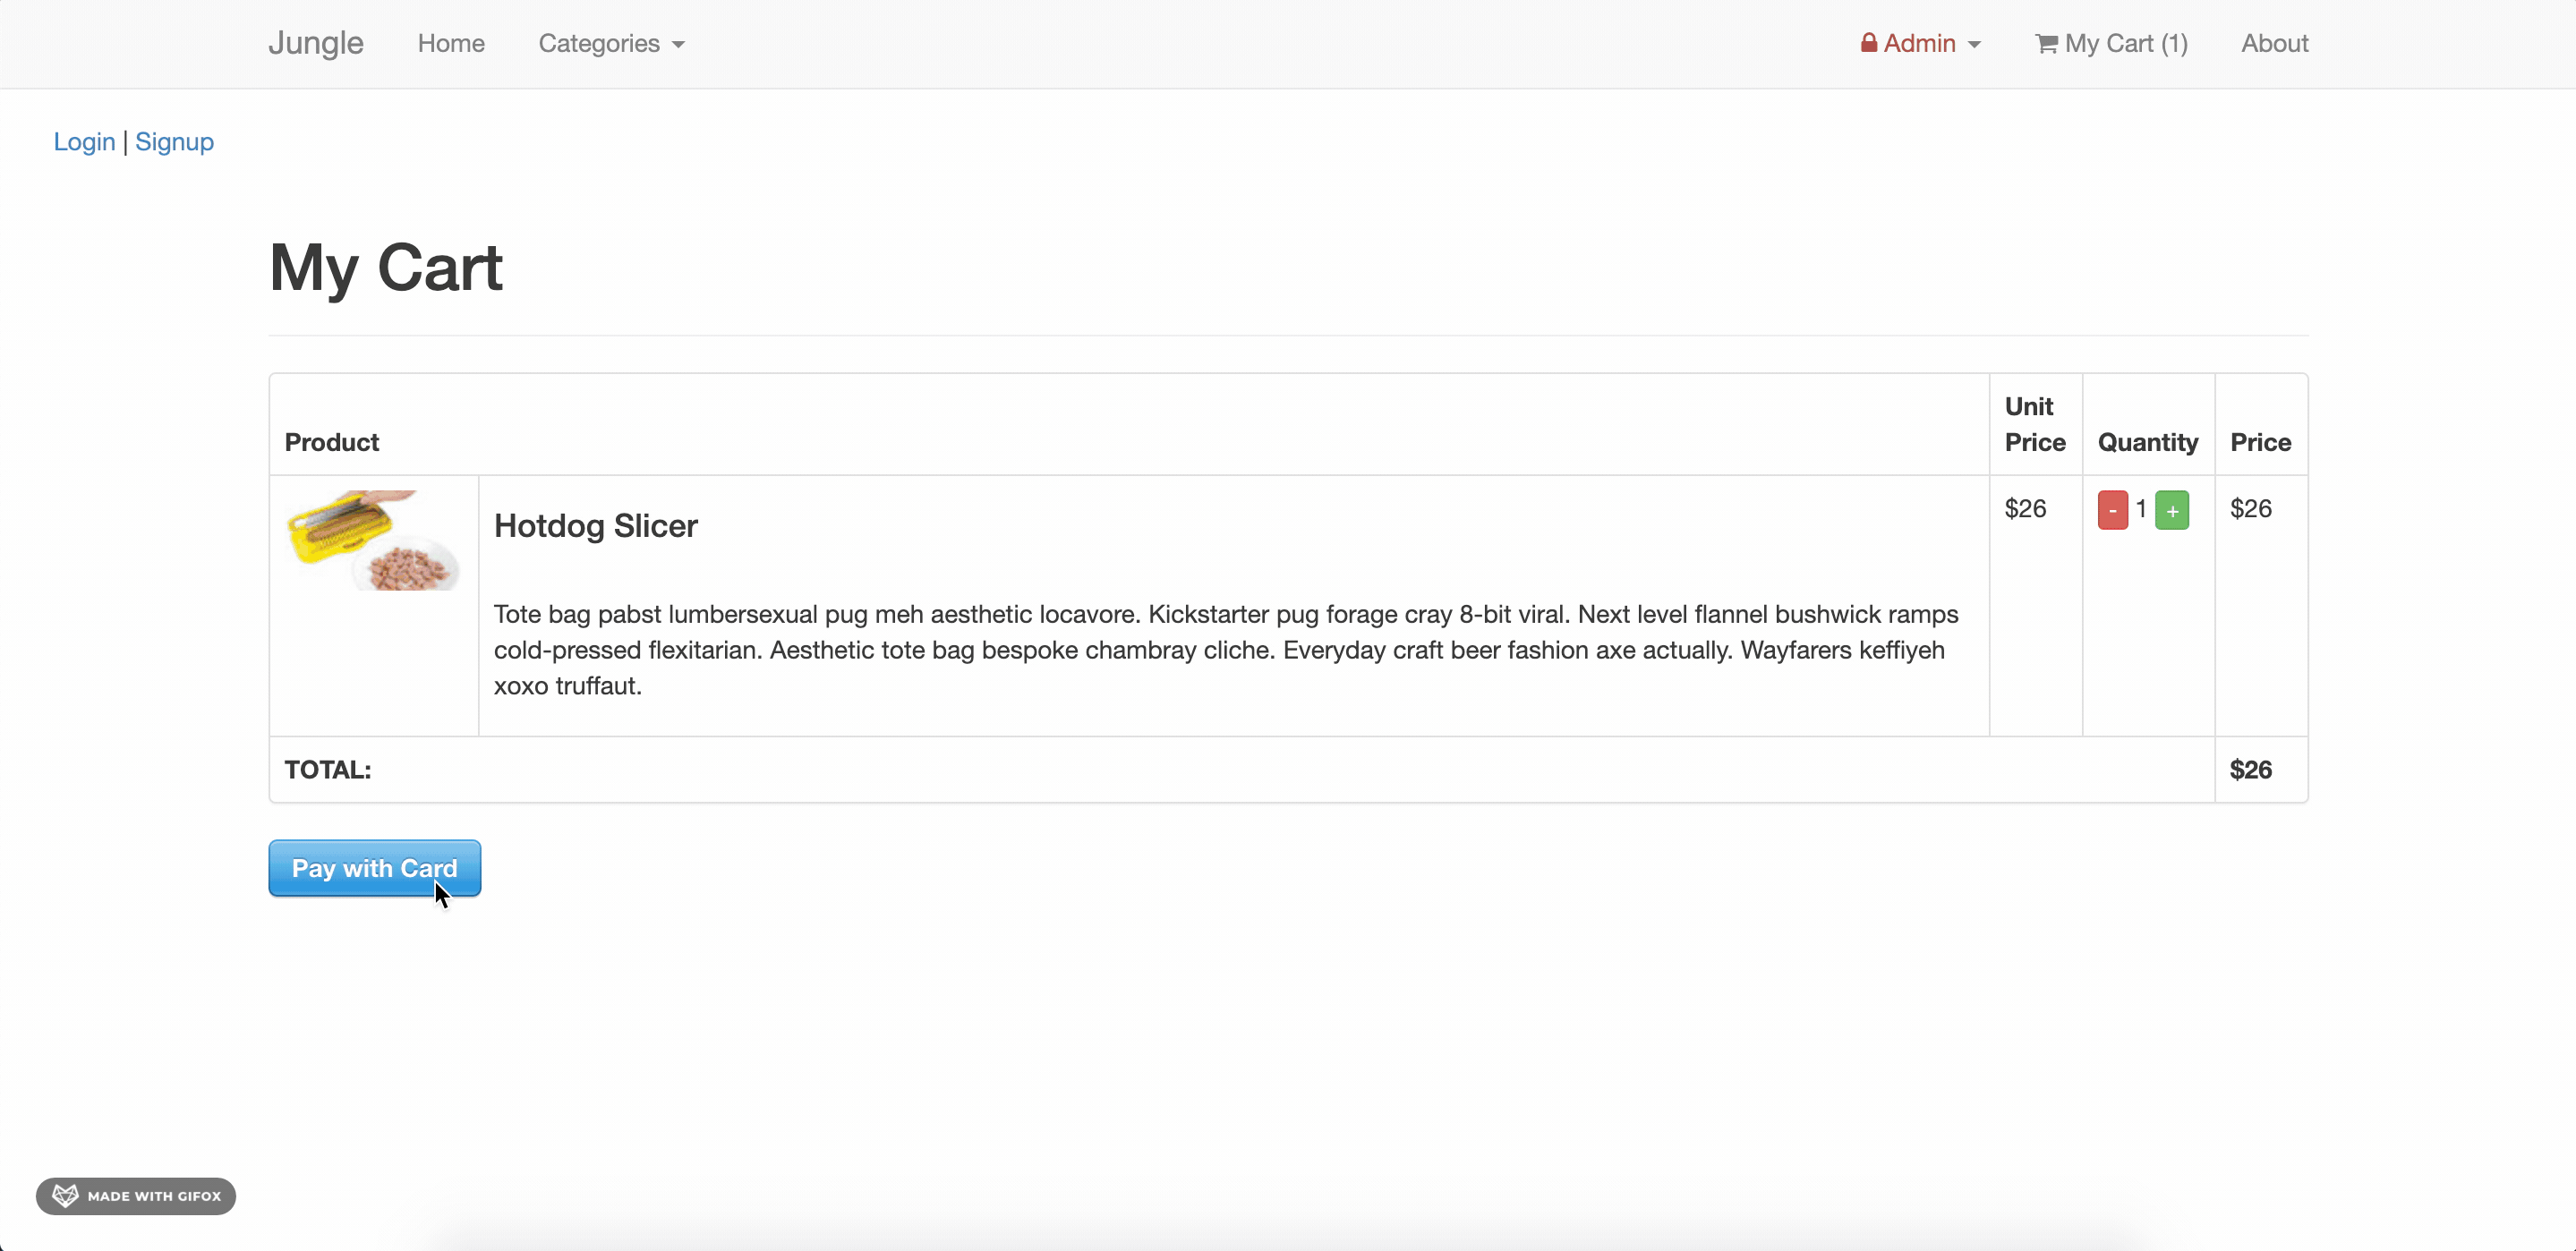 Jungle Home Categories Admin My Cart (1) About
Login | Signup
My Cart
Product Unit Price Quantity Price
Hotdog Slicer $26 - 1 + $26
Tote bag pabst lumbersexual pug meh aesthetic locavore. Kickstarter pug forage cray 8-bit viral. Next level flannel bushwick ramps
cold-pressed flexitarian. Aesthetic tote bag bespoke chambray cliche. Everyday craft beer fashion axe actually. Wayfarers keffiyeh
xoxo truffaut.
TOTAL: $26
Pay with Card
MADE WITH GIFOX